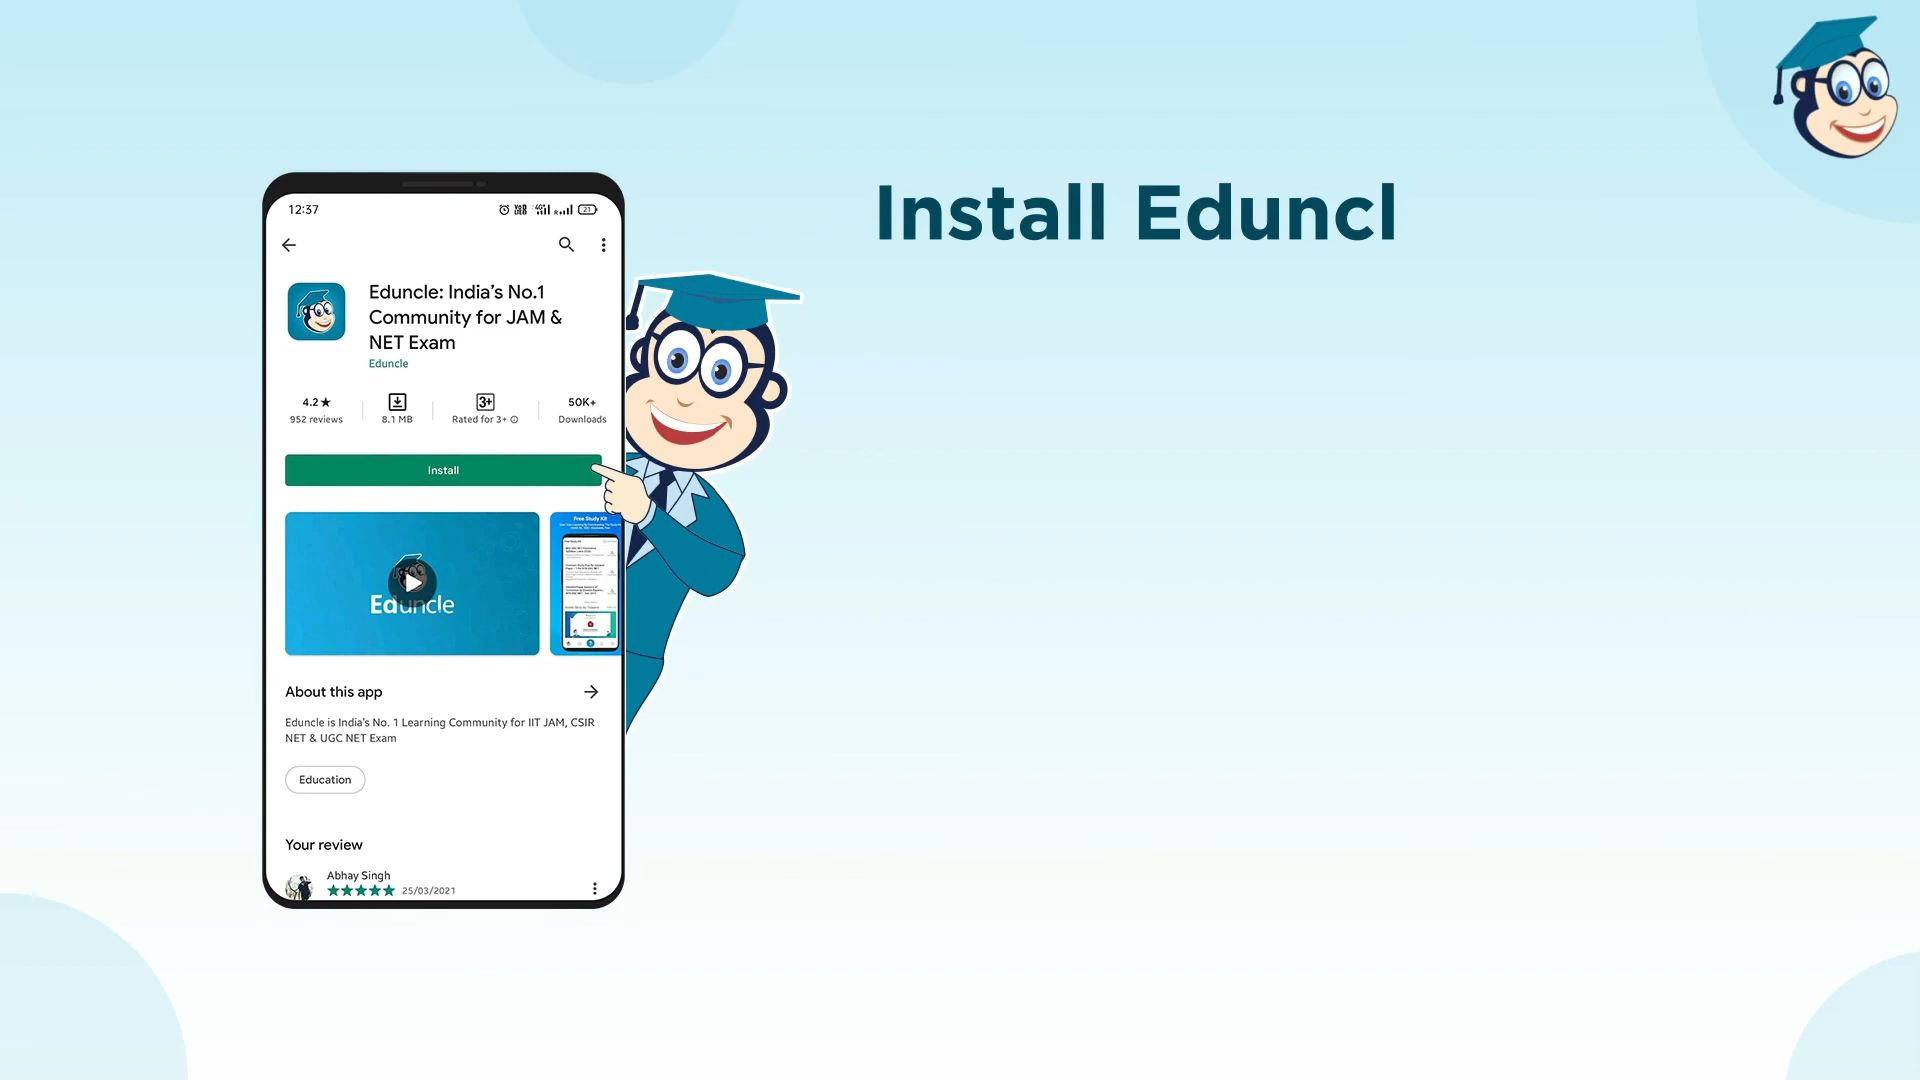 Install Eduncl
12:37
21
Eduncle: India’s No.1
Community for JAM &
NET Exam
Eduncle
4.2★
952 reviews
8.1 MB
3+
Rated for 3+
50K+
Downloads
Install
Eduncle
Free Study Kit
About this app
Eduncle is India's No. 1 Learning Community for IIT JAM, CSIR
NET & UGC NET Exam
Education
Your review
Abhay Singh
25/03/2021